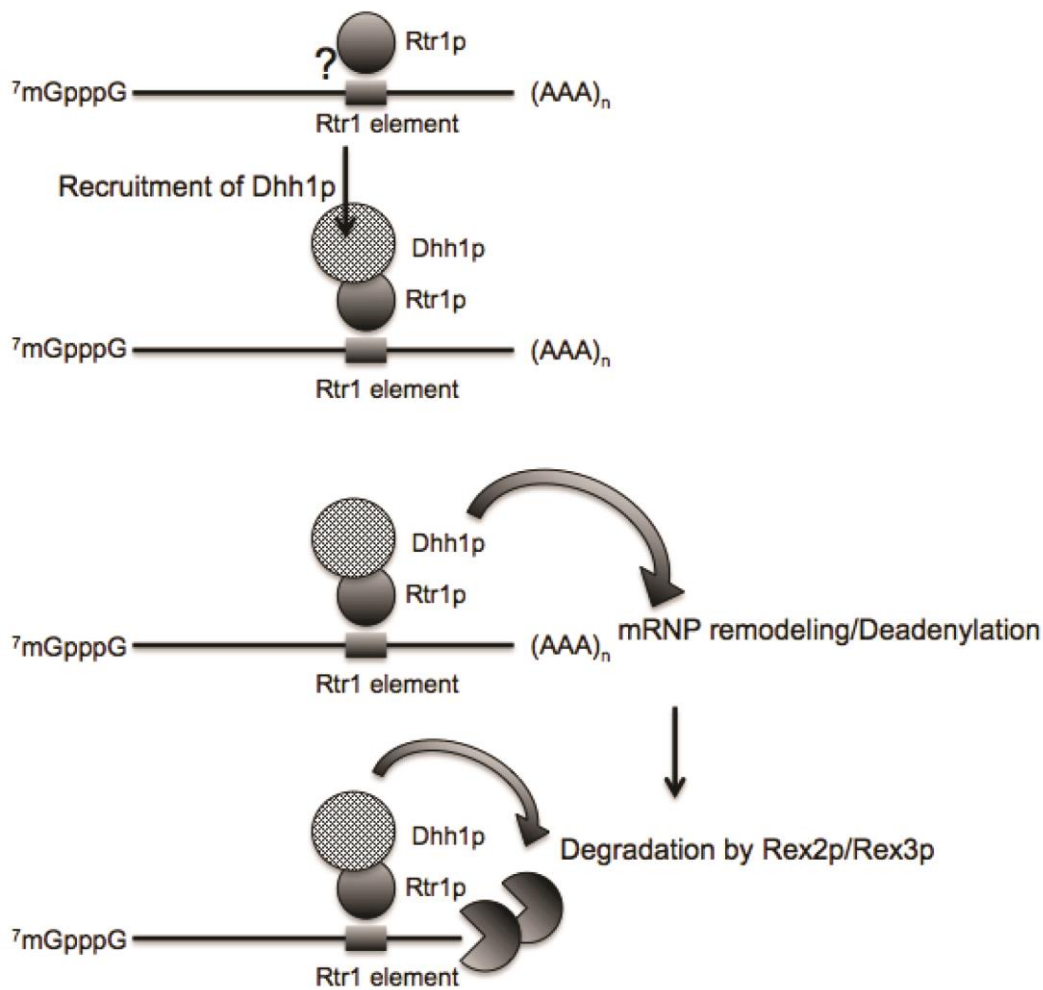 Rtr1p
?
⁷mGpppG (AAA)ₙ
Rtr1 element
Recruitment of Dhh1p
Dhh1p
Rtr1p
⁷mGpppG (AAA)ₙ
Rtr1 element
Dhh1p
Rtr1p
mRNP remodeling/Deadenylation
⁷mGpppG (AAA)ₙ
Rtr1 element
Dhh1p
Degradation by Rex2p/Rex3p
Rtr1p
⁷mGpppG
Rtr1 element